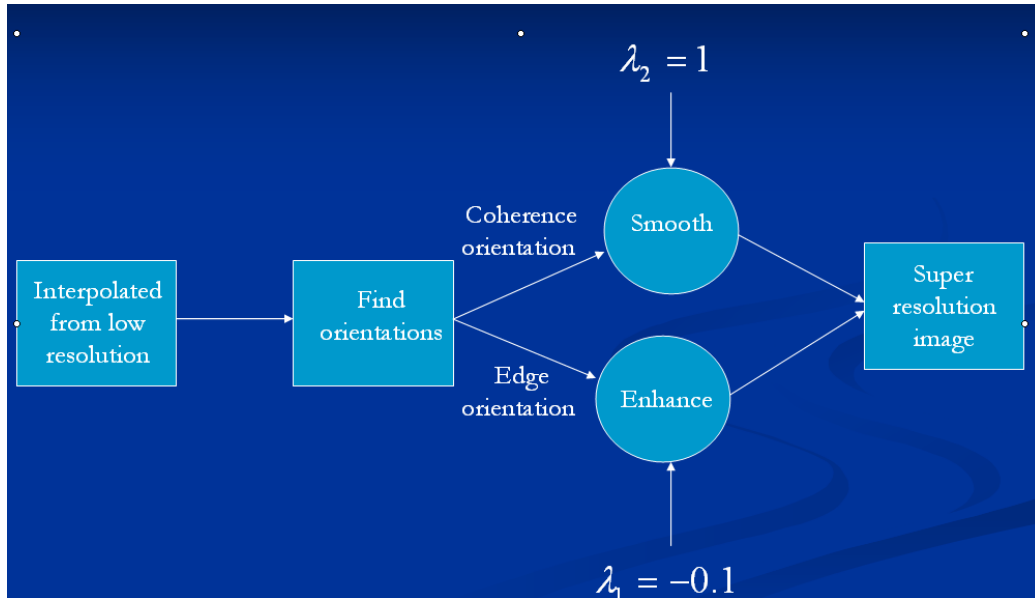 λ₂ = 1
Coherence
orientation
Smooth
Interpolated
from low
resolution
Find
orientations
Super
resolution
image
Edge
orientation
Enhance
λ₁ = −0.1